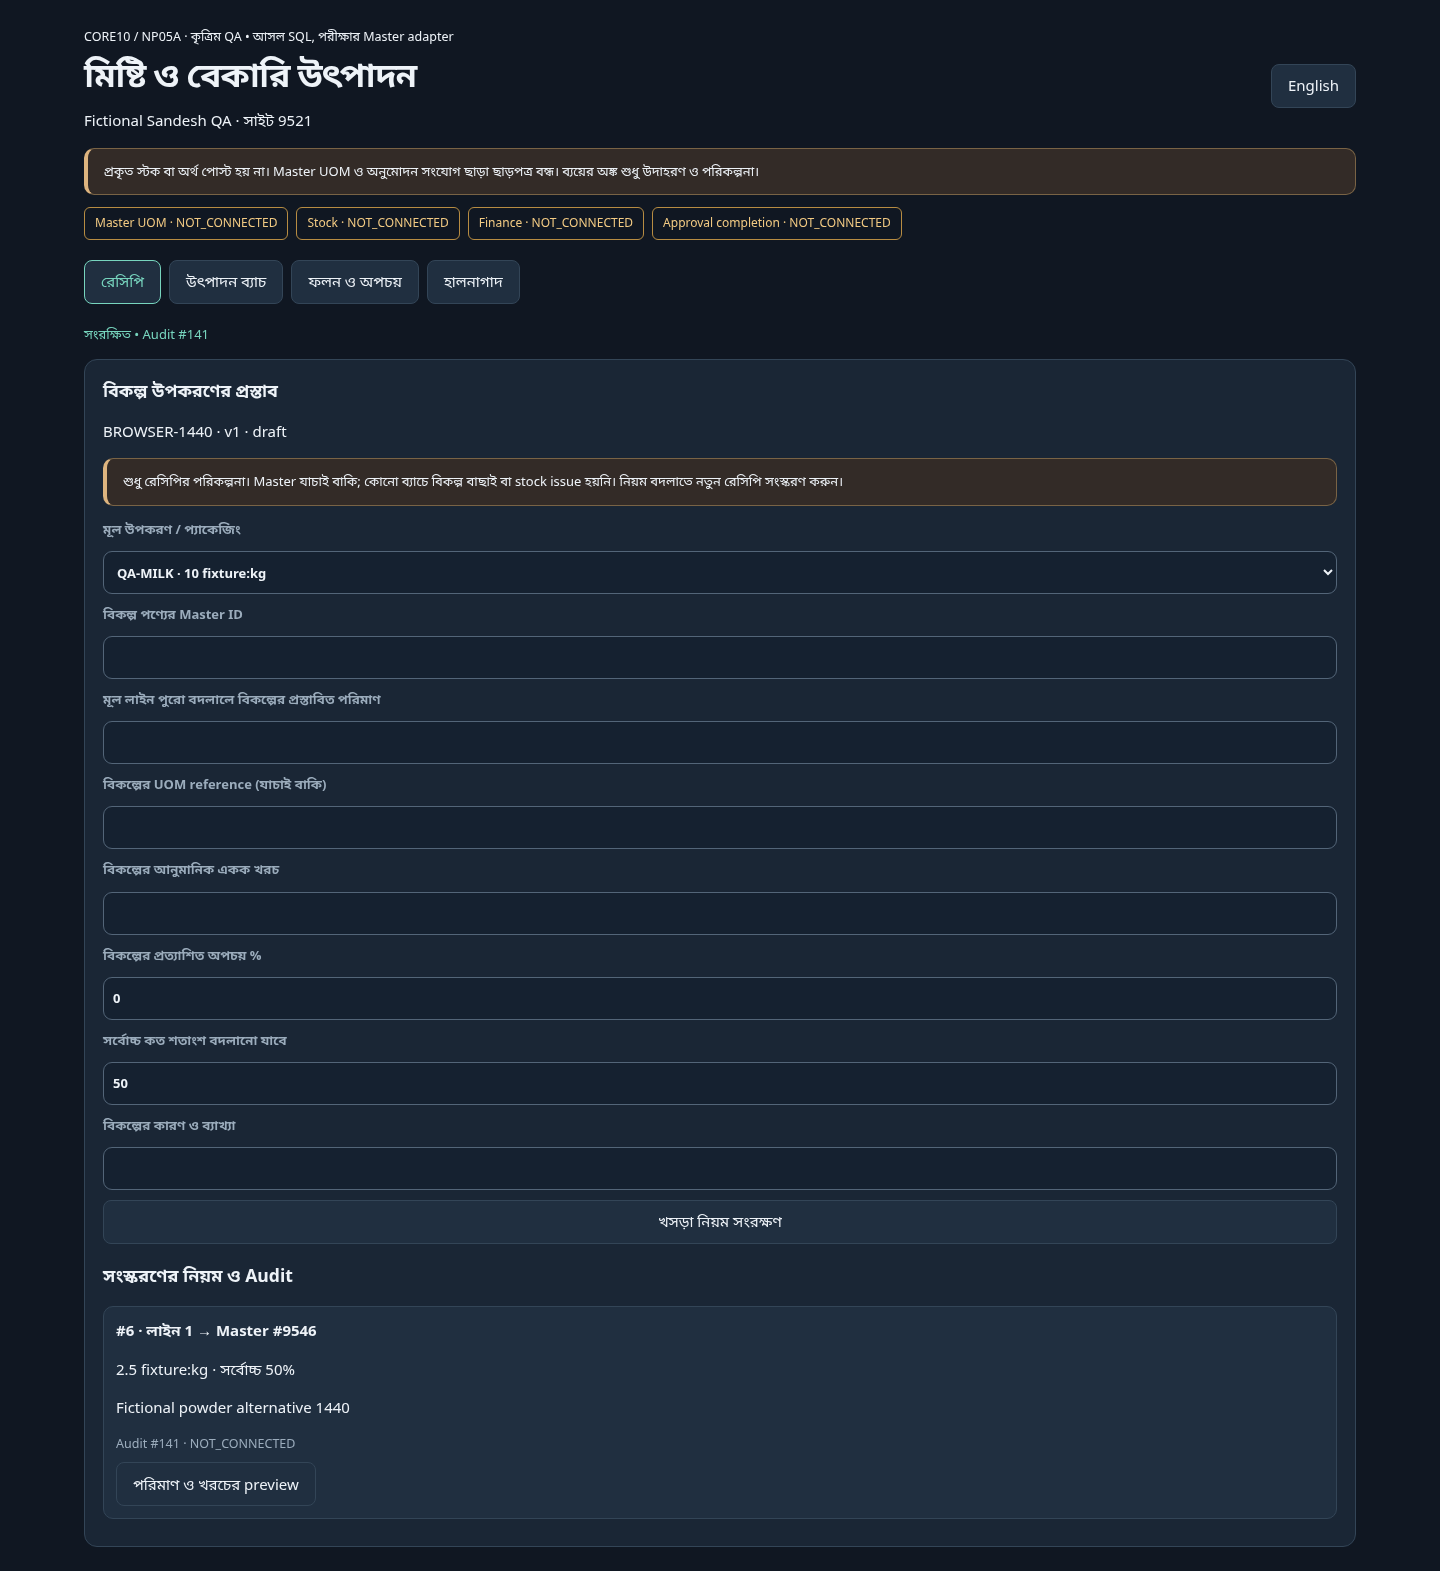 CORE10 / NP05A · কৃত্রিম QA • আসল SQL, পরীক্ষার Master adapter
মিষ্টি ও বেকারি উৎপাদন
English
Fictional Sandesh QA · সাইট 9521
প্রকৃত স্টক বা অর্থ পোস্ট হয় না। Master UOM ও অনুমোদন সংযোগ ছাড়া ছাড়পত্র বন্ধ। ব্যয়ের অঙ্ক শুধু উদাহরণ ও পরিকল্পনা।
Master UOM · NOT_CONNECTED Stock · NOT_CONNECTED Finance · NOT_CONNECTED Approval completion · NOT_CONNECTED
রেসিপি উৎপাদন ব্যাচ ফলন ও অপচয় হালনাগাদ
সংরক্ষিত • Audit #141
বিকল্প উপকরণের প্রস্তাব
BROWSER-1440 · v1 · draft
শুধু রেসিপির পরিকল্পনা। Master যাচাই বাকি; কোনো ব্যাচে বিকল্প বাছাই বা stock issue হয়নি। নিয়ম বদলাতে নতুন রেসিপি সংস্করণ করুন।
মূল উপকরণ / প্যাকেজিং
QA-MILK · 10 fixture:kg
বিকল্প পণ্যের Master ID
মূল লাইন পুরো বদলালে বিকল্পের প্রস্তাবিত পরিমাণ
বিকল্পের UOM reference (যাচাই বাকি)
বিকল্পের আনুমানিক একক খরচ
বিকল্পের প্রত্যাশিত অপচয় %
0
সর্বোচ্চ কত শতাংশ বদলানো যাবে
50
বিকল্পের কারণ ও ব্যাখ্যা
খসড়া নিয়ম সংরক্ষণ
সংস্করণের নিয়ম ও Audit
#6 · লাইন 1 → Master #9546
2.5 fixture:kg · সর্বোচ্চ 50%
Fictional powder alternative 1440
Audit #141 · NOT_CONNECTED
পরিমাণ ও খরচের preview